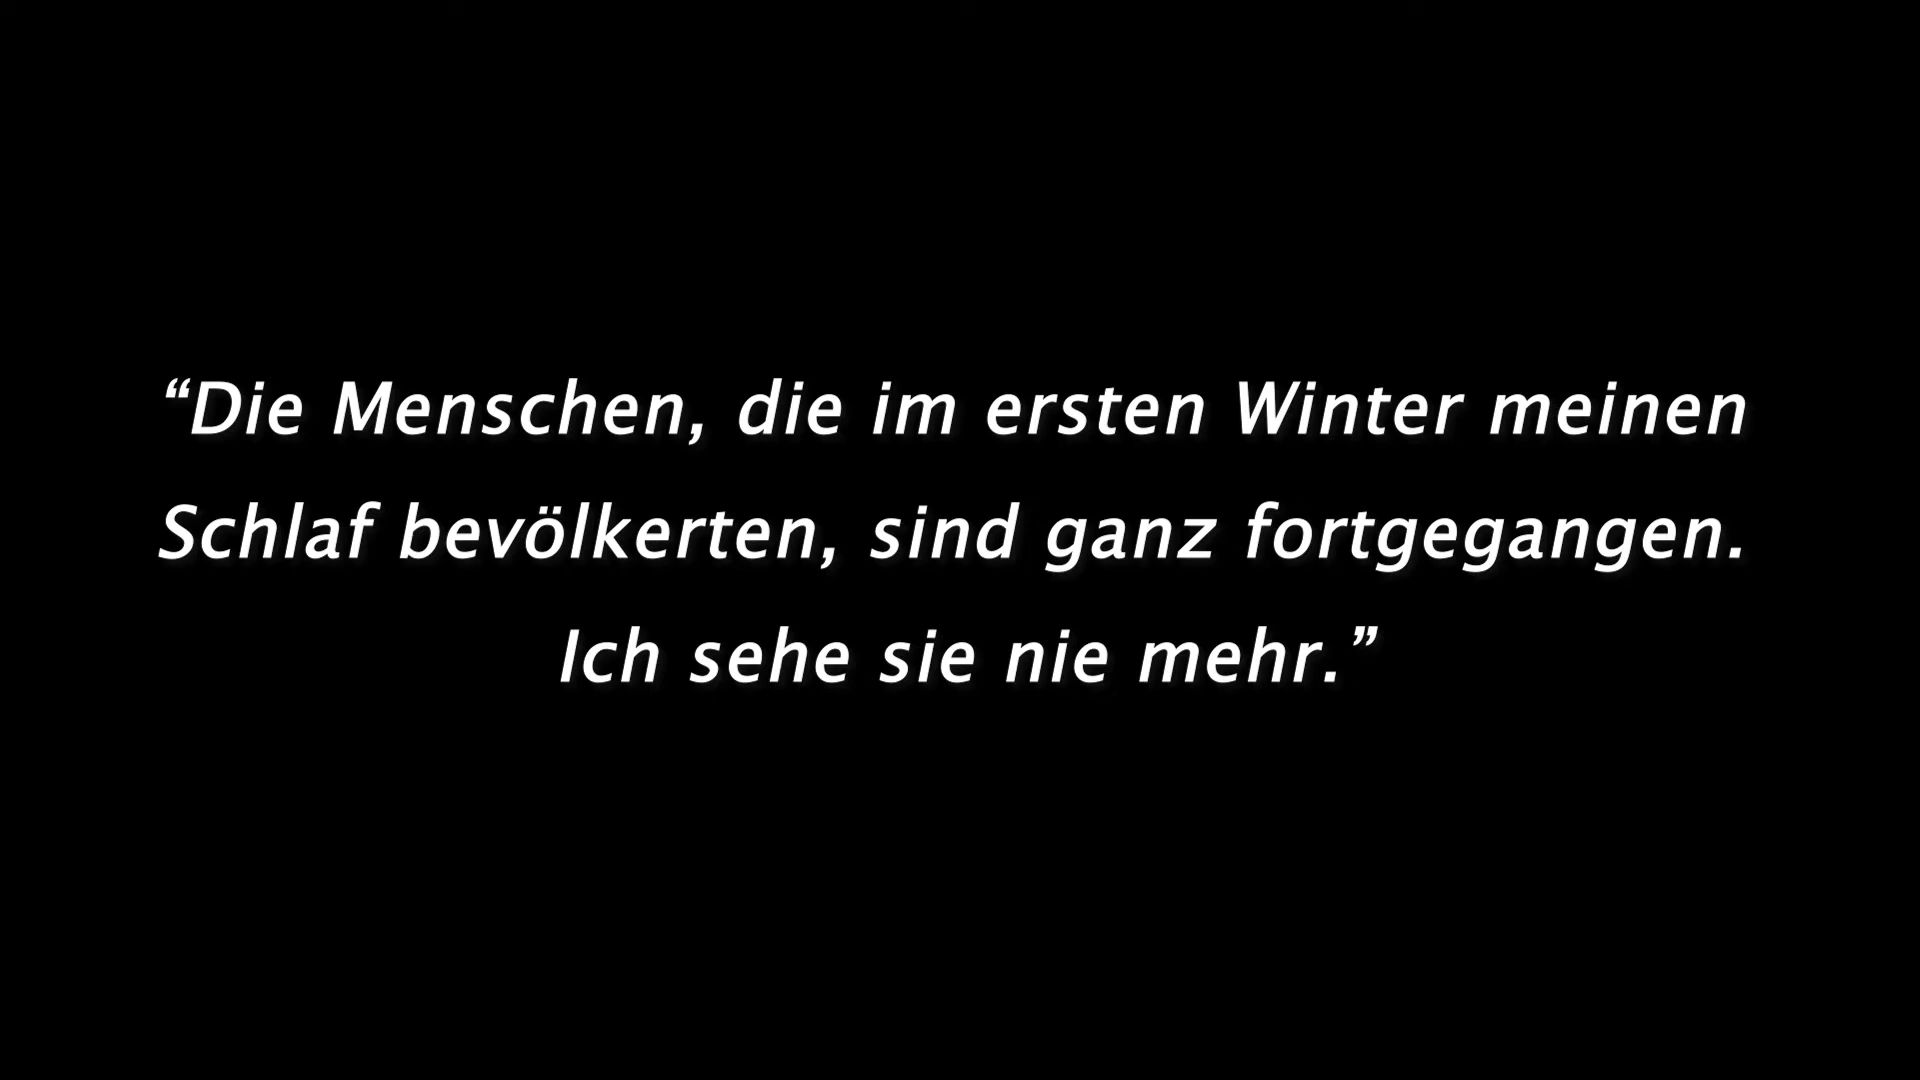 “Die Menschen, die im ersten Winter meinen
Schlaf bevölkerten, sind ganz fortgegangen.
Ich sehe sie nie mehr.”